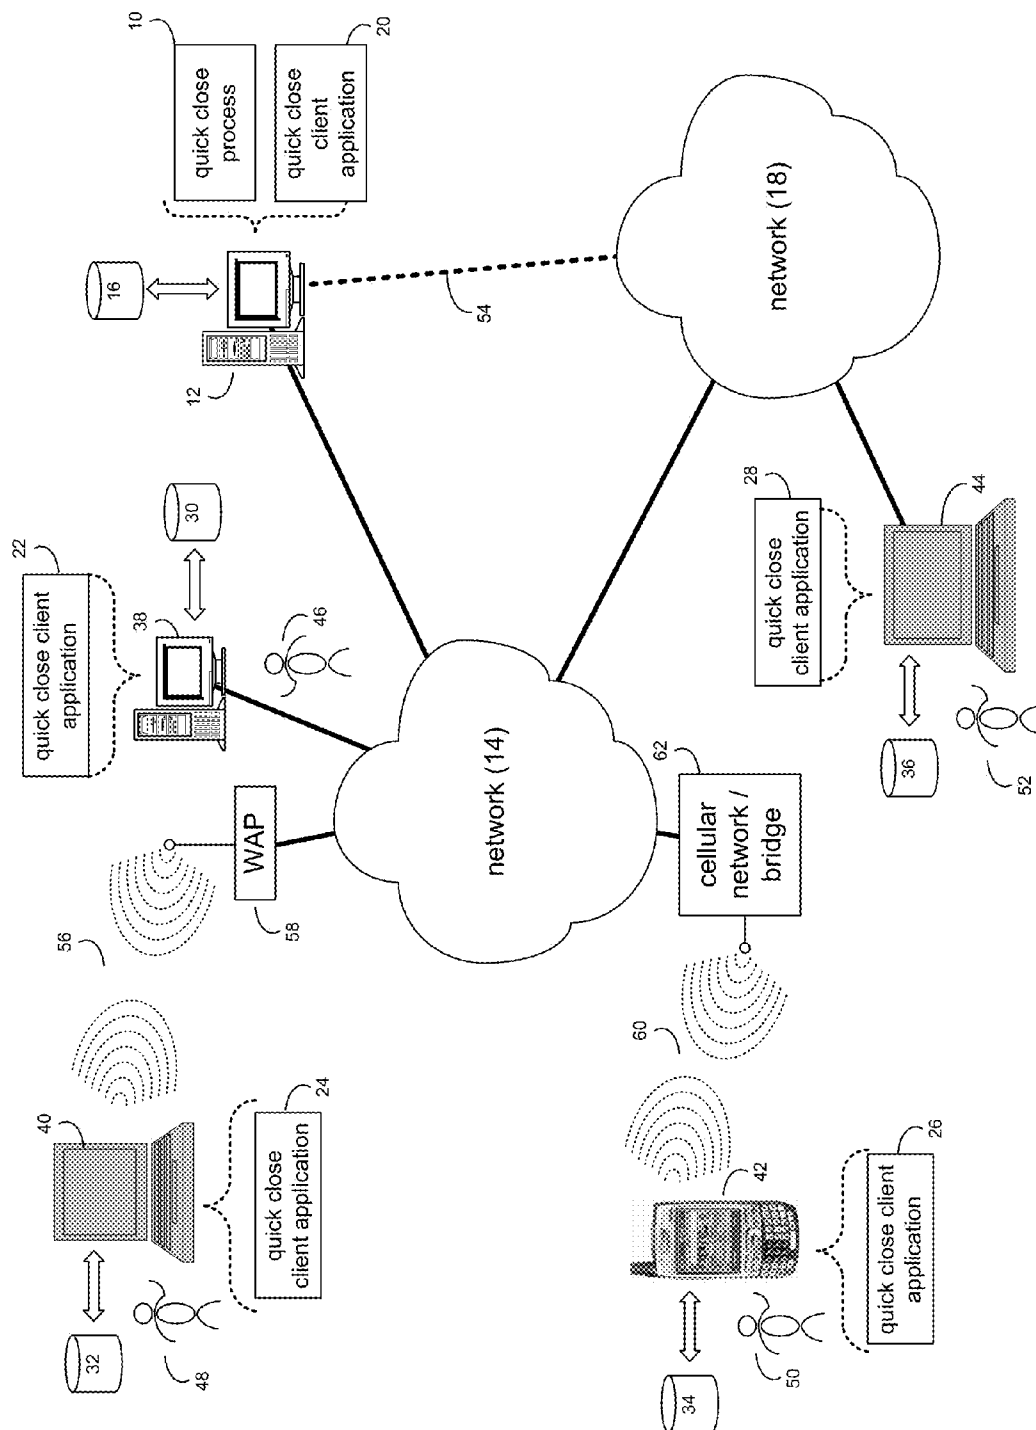 40
32
48
24
quick close
client application
56
58
WAP
22
quick close client
application
38
30
46
16
12
10
quick close
process
20
quick close
client
application
54
network (14)
network (18)
34
50
42
26
quick close client
application
60
62
cellular
network /
bridge
28
quick close
client application
36
52
44